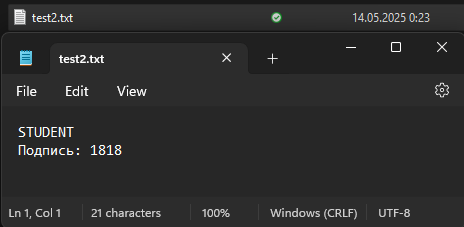 test2.txt 14.05.2025 0:23
test2.txt
File Edit View
STUDENT
Подпись: 1818
Ln 1, Col 1 21 characters 100% Windows (CRLF) UTF-8